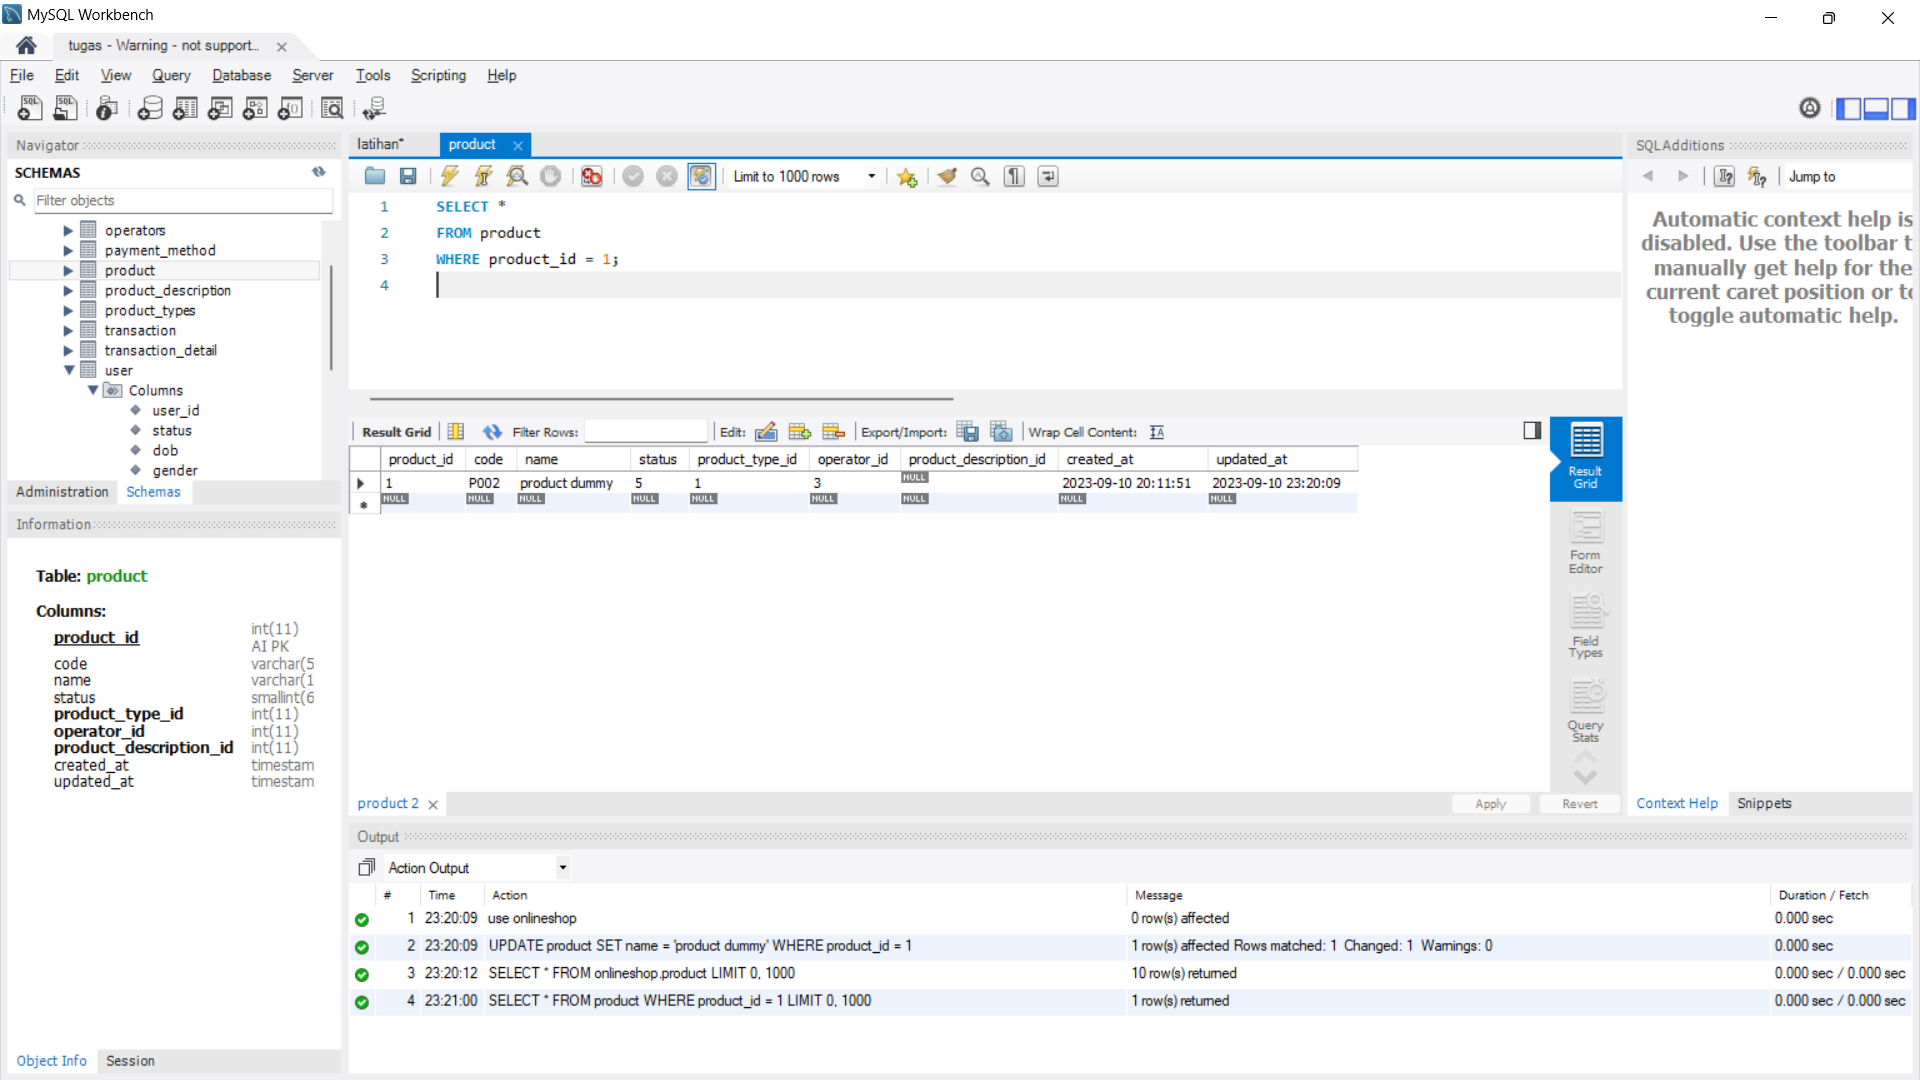 MySQL Workbench
tugas - Warning - not support...
File Edit View Query Database Server Tools Scripting Help
Navigator
SCHEMAS
Filter objects
operators
payment_method
product
product_description
product_types
transaction
transaction_detail
user
Columns
user_id
status
dob
gender
Administration Schemas
Information
Table: product
Columns:
product_id int(11) AI PK
code varchar(5
name varchar(1
status smallint(6
product_type_id int(11)
operator_id int(11)
product_description_id int(11)
created_at timestam
updated_at timestam
Object Info Session
latihan* product
Limit to 1000 rows
1 SELECT *
2 FROM product
3 WHERE product_id = 1;
4
Result Grid Filter Rows: Edit: Export/Import: Wrap Cell Content:
product_id code name status product_type_id operator_id product_description_id created_at updated_at
1 P002 product dummy 5 1 3 NULL 2023-09-10 20:11:51 2023-09-10 23:20:09
NULL NULL NULL NULL NULL NULL NULL NULL NULL
Result Grid
Form Editor
Field Types
Query Stats
product 2 Apply Revert
SQLAdditions
Jump to
Automatic context help is
disabled. Use the toolbar t
manually get help for the
current caret position or to
toggle automatic help.
Context Help Snippets
Output
Action Output
# Time Action Message Duration / Fetch
1 23:20:09 use onlineshop 0 row(s) affected 0.000 sec
2 23:20:09 UPDATE product SET name = 'product dummy' WHERE product_id = 1 1 row(s) affected Rows matched: 1 Changed: 1 Warnings: 0 0.000 sec
3 23:20:12 SELECT * FROM onlineshop.product LIMIT 0, 1000 10 row(s) returned 0.000 sec / 0.000 sec
4 23:21:00 SELECT * FROM product WHERE product_id = 1 LIMIT 0, 1000 1 row(s) returned 0.000 sec / 0.000 sec